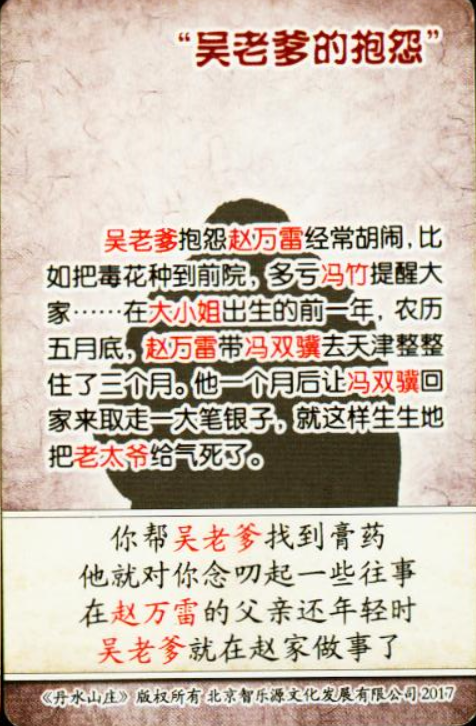 “吴老爹的抱怨”
吴老爹抱怨赵万雷经常胡闹,比
如把毒花种到前院,多亏冯竹提醒大
家……在大小姐出生的前一年,农历
五月底,赵万雷带冯双骥去天津整整
住了三个月。他一个月后让冯双骥回
家来取走一大笔银子,就这样生生地
把老太爷给气死了。
你帮吴老爹找到膏药
他就对你念叨起一些往事
在赵万雷的父亲还年轻时
吴老爹就在赵家做事了
《丹水山庄》版权所有 北京智乐源文化发展有限公司2017